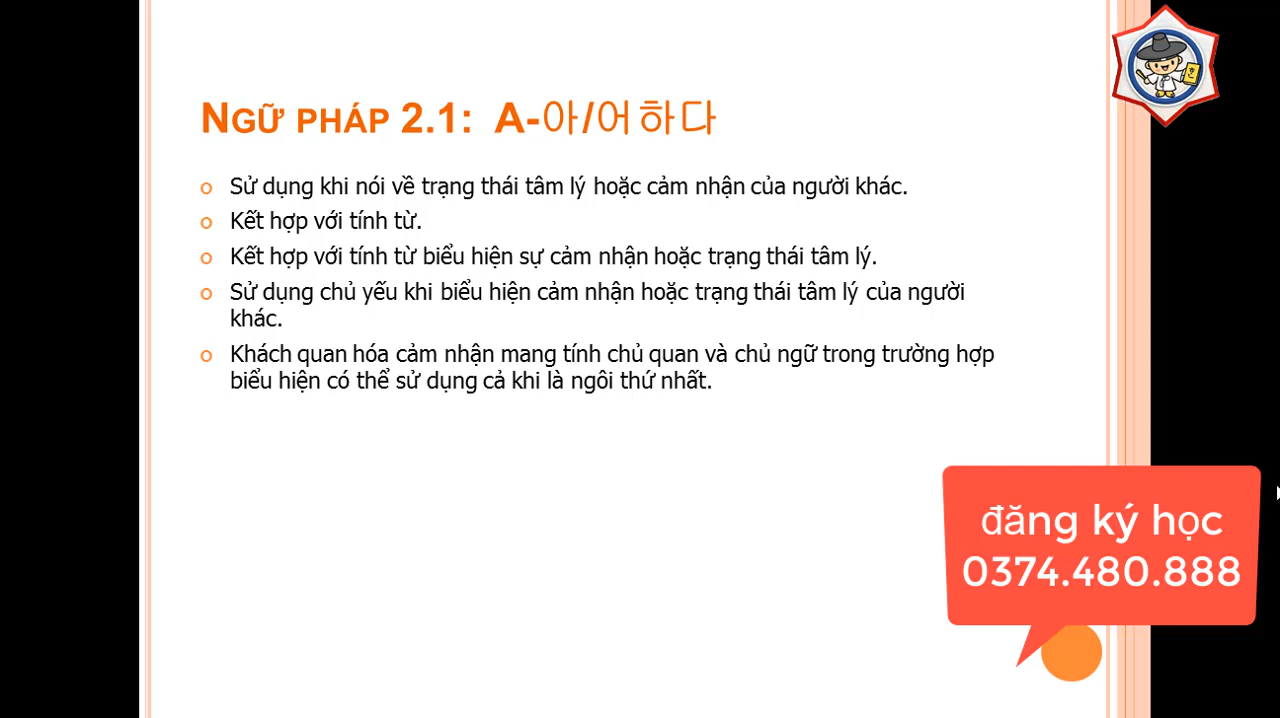 NGỮ PHÁP 2.1: A-아/어하다
Sử dụng khi nói về trạng thái tâm lý hoặc cảm nhận của người khác.
Kết hợp với tính từ.
Kết hợp với tính từ biểu hiện sự cảm nhận hoặc trạng thái tâm lý.
Sử dụng chủ yếu khi biểu hiện cảm nhận hoặc trạng thái tâm lý của người
khác.
Khách quan hóa cảm nhận mang tính chủ quan và chủ ngữ trong trường hợp
biểu hiện có thể sử dụng cả khi là ngôi thứ nhất.
đăng ký học
0374.480.888